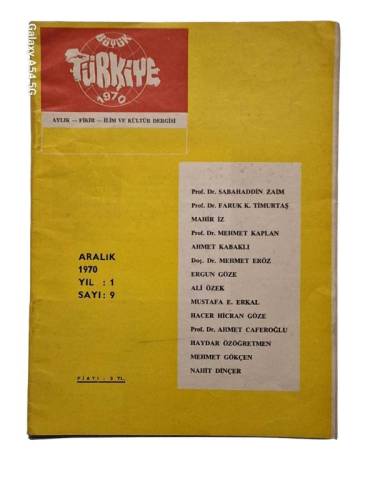 Galaxy A54 5G
BÜYÜK
TÜRKİYE
1970
AYLIK — FİKİR — İLİM VE KÜLTÜR DERGİSİ
Prof. Dr. SABAHADDİN ZAİM
Prof. Dr. FARUK K. TİMURTAŞ
MAHİR İZ
Prof. Dr. MEHMET KAPLAN
AHMET KABAKLI
Doç. Dr. MEHMET ERÖZ
ERGUN GÖZE
ALİ ÖZEK
MUSTAFA E. ERKAL
HACER HİCRAN GÖZE
Prof. Dr. AHMET CAFEROĞLU
HAYDAR ÖZÖĞRETMEN
MEHMET GÖKÇEN
NAHİT DİNÇER
ARALIK
1970
YIL : 1
SAYI : 9
FİATI - 3 TL.